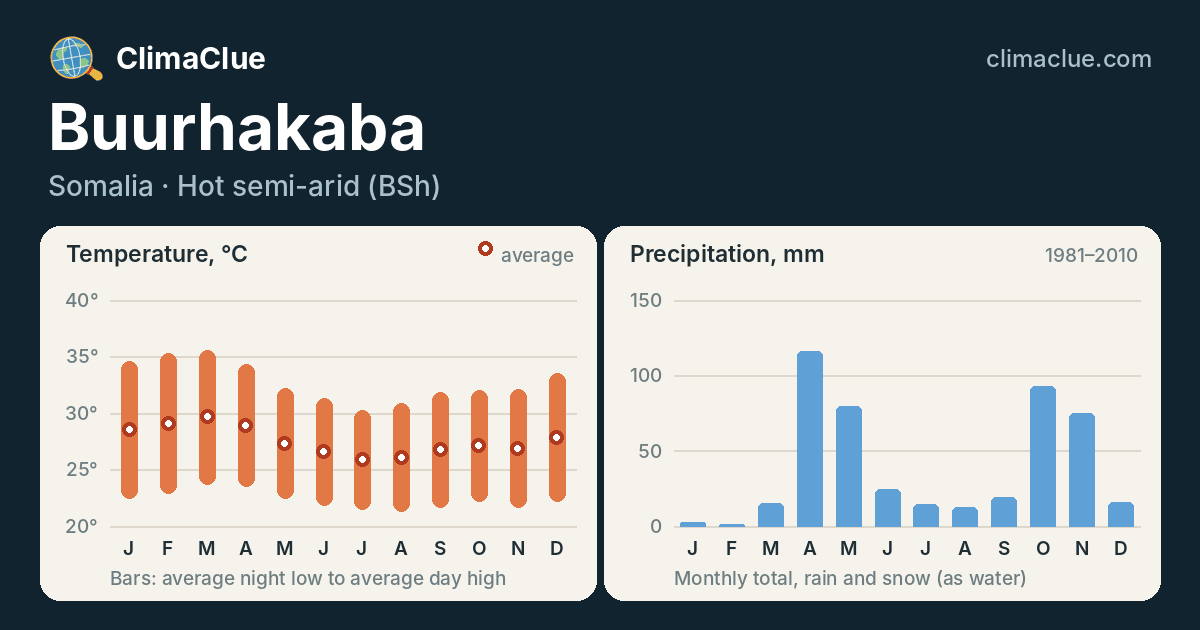 ClimaClue
climaclue.com
Buurhakaba
Somalia · Hot semi-arid (BSh)
Temperature, °C
average
40°
35°
30°
25°
20°
J F M A M J J A S O N D
Bars: average night low to average day high
Precipitation, mm
1981–2010
150
100
50
0
J F M A M J J A S O N D
Monthly total, rain and snow (as water)